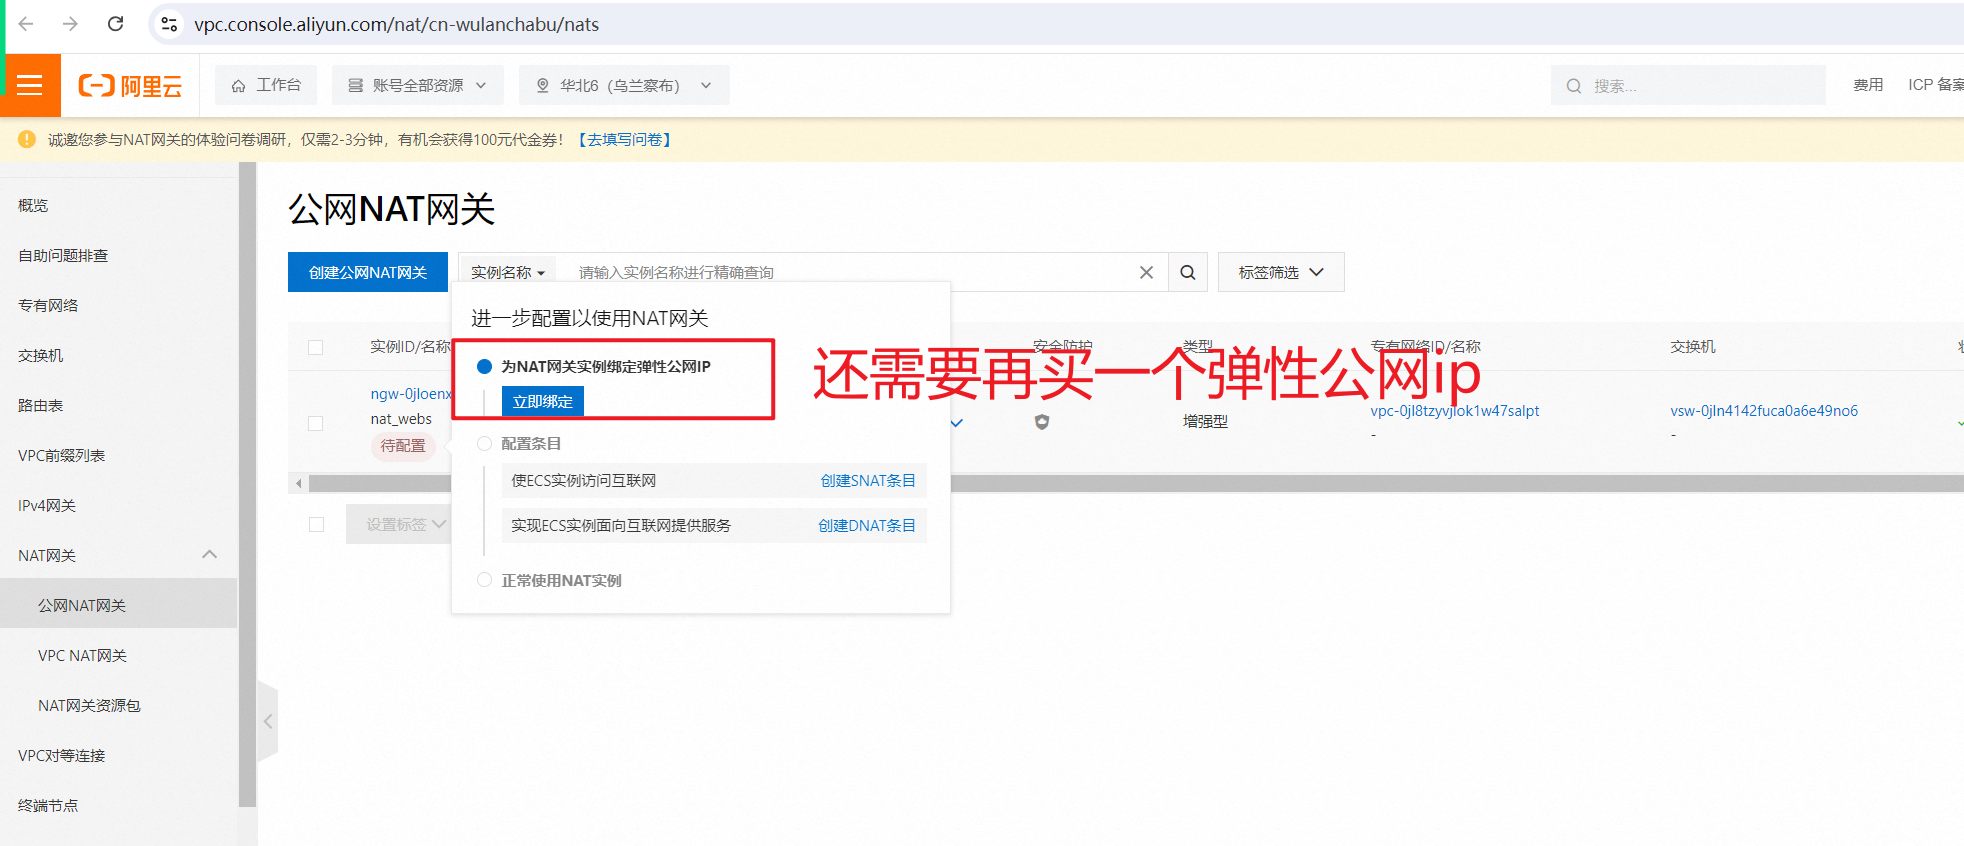 vpc.console.aliyun.com/nat/cn-wulanchabu/nats
阿里云
工作台
账号全部资源
华北6（乌兰察布）
搜索...
费用
ICP 备案
诚邀您参与NAT网关的体验问卷调研，仅需2-3分钟，有机会获得100元代金券！【去填写问卷】
概览
自助问题排查
专有网络
交换机
路由表
VPC前缀列表
IPv4网关
NAT网关
公网NAT网关
VPC NAT网关
NAT网关资源包
VPC对等连接
终端节点
公网NAT网关
创建公网NAT网关
实例名称
请输入实例名称进行精确查询
标签筛选
实例ID/名称
安全防护
类型
专有网络ID/名称
交换机
ngw-0jloenx
nat_webs
待配置
增强型
vpc-0jl8tzyvjlok1w47salpt
-
vsw-0jln4142fuca0a6e49no6
-
设置标签
进一步配置以使用NAT网关
为NAT网关实例绑定弹性公网IP
立即绑定
配置条目
使ECS实例访问互联网
创建SNAT条目
实现ECS实例面向互联网提供服务
创建DNAT条目
正常使用NAT实例
还需要再买一个弹性公网ip